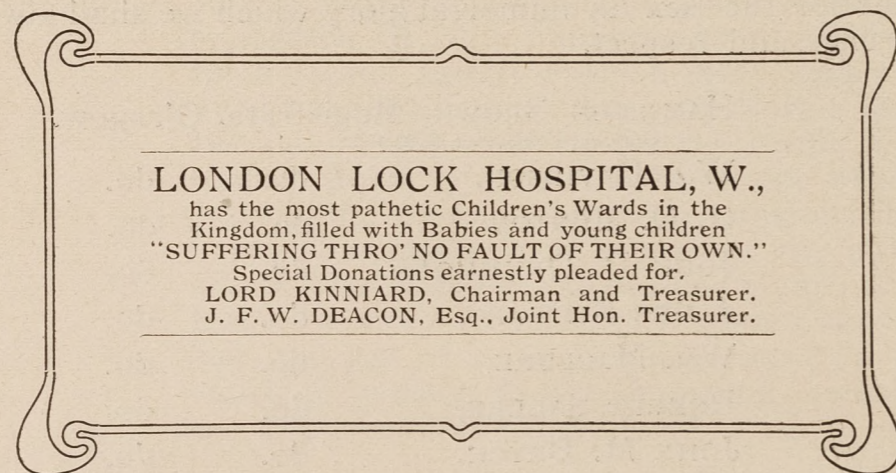 LONDON LOCK HOSPITAL, W.,
has the most pathetic Children's Wards in the
Kingdom, filled with Babies and young children
"SUFFERING THRO' NO FAULT OF THEIR OWN."
Special Donations earnestly pleaded for.
LORD KINNIARD, Chairman and Treasurer.
J. F. W. DEACON, Esq., Joint Hon. Treasurer.